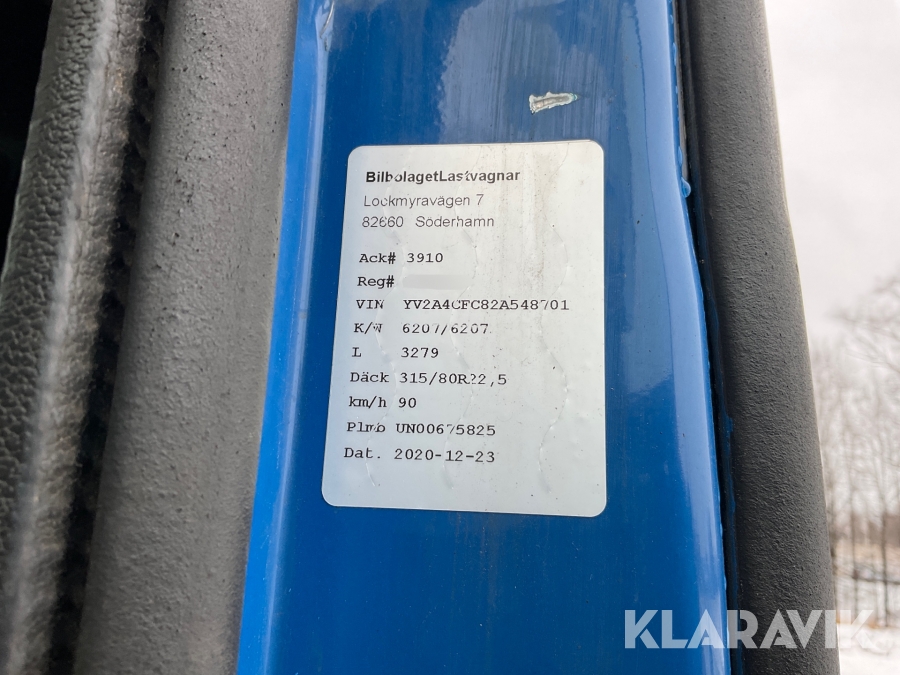 BilbolagetLastvagnar
Lockmyravägen 7
82660 Söderhamn
Ack# 3910
Reg#
VIN YV2A4CFC82A548701
K/W 6207/6207
L 3279
Däck 315/80R22,5
km/h 90
Plmb UN00675825
Dat. 2020-12-23
KLARAVIK